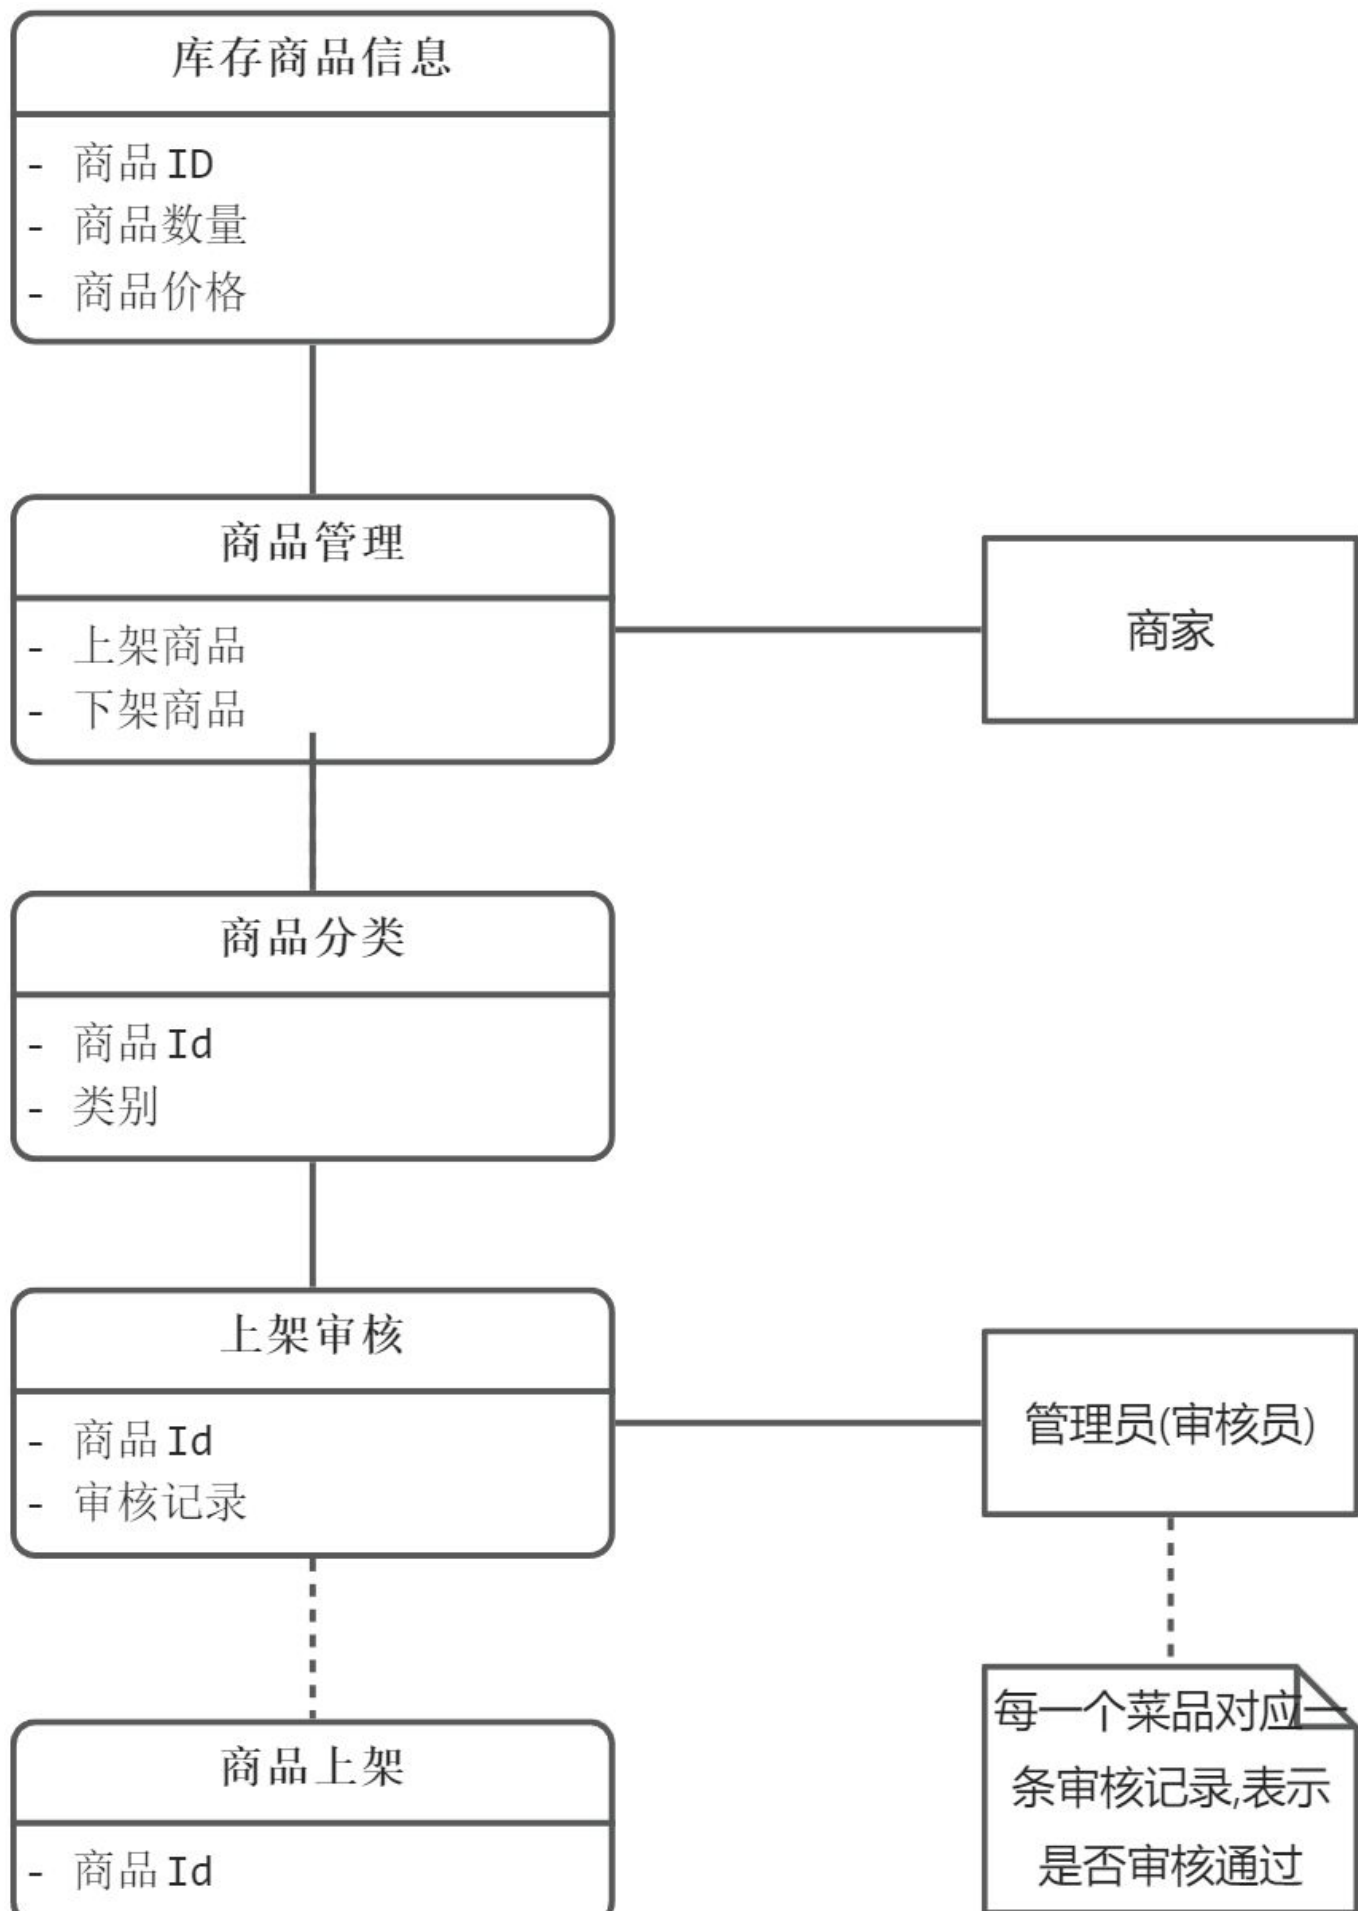 库存商品信息
- 商品ID
- 商品数量
- 商品价格
商品管理
- 上架商品
- 下架商品
商家
商品分类
- 商品Id
- 类别
上架审核
- 商品Id
- 审核记录
管理员(审核员)
商品上架
- 商品Id
每一个菜品对应一
条审核记录,表示
是否审核通过